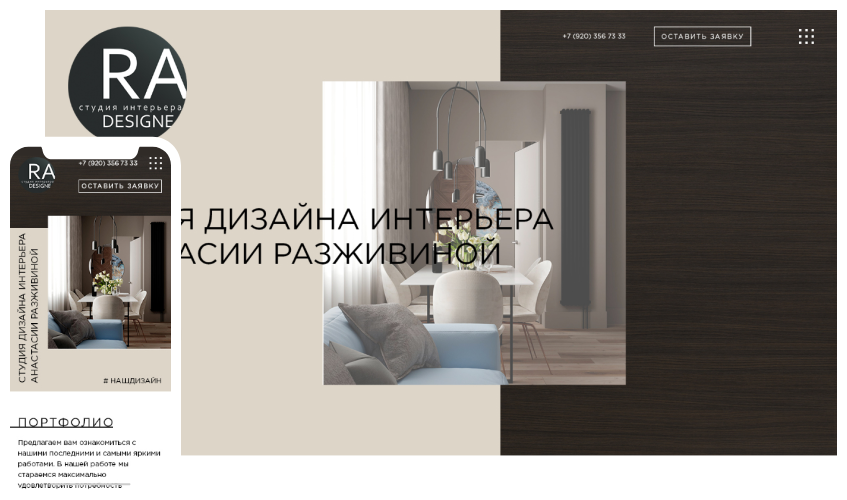 RA
студия интерьера
DESIGNE
+7 (920) 356 73 33
ОСТАВИТЬ ЗАЯВКУ
Я ДИЗАЙНА ИНТЕРЬЕРА
АСИИ РАЗЖИВИНОЙ
RA
DESIGNE
+7 (920) 356 73 33
ОСТАВИТЬ ЗАЯВКУ
СТУДИЯ ДИЗАЙНА ИНТЕРЬЕРА
АНАСТАСИИ РАЗЖИВИНОЙ
# НАШДИЗАЙН
ПОРТФОЛИО
Предлагаем вам ознакомиться с
нашими последними и самыми яркими
работами. В нашей работе мы
стараемся максимально
удовлетворить потребность